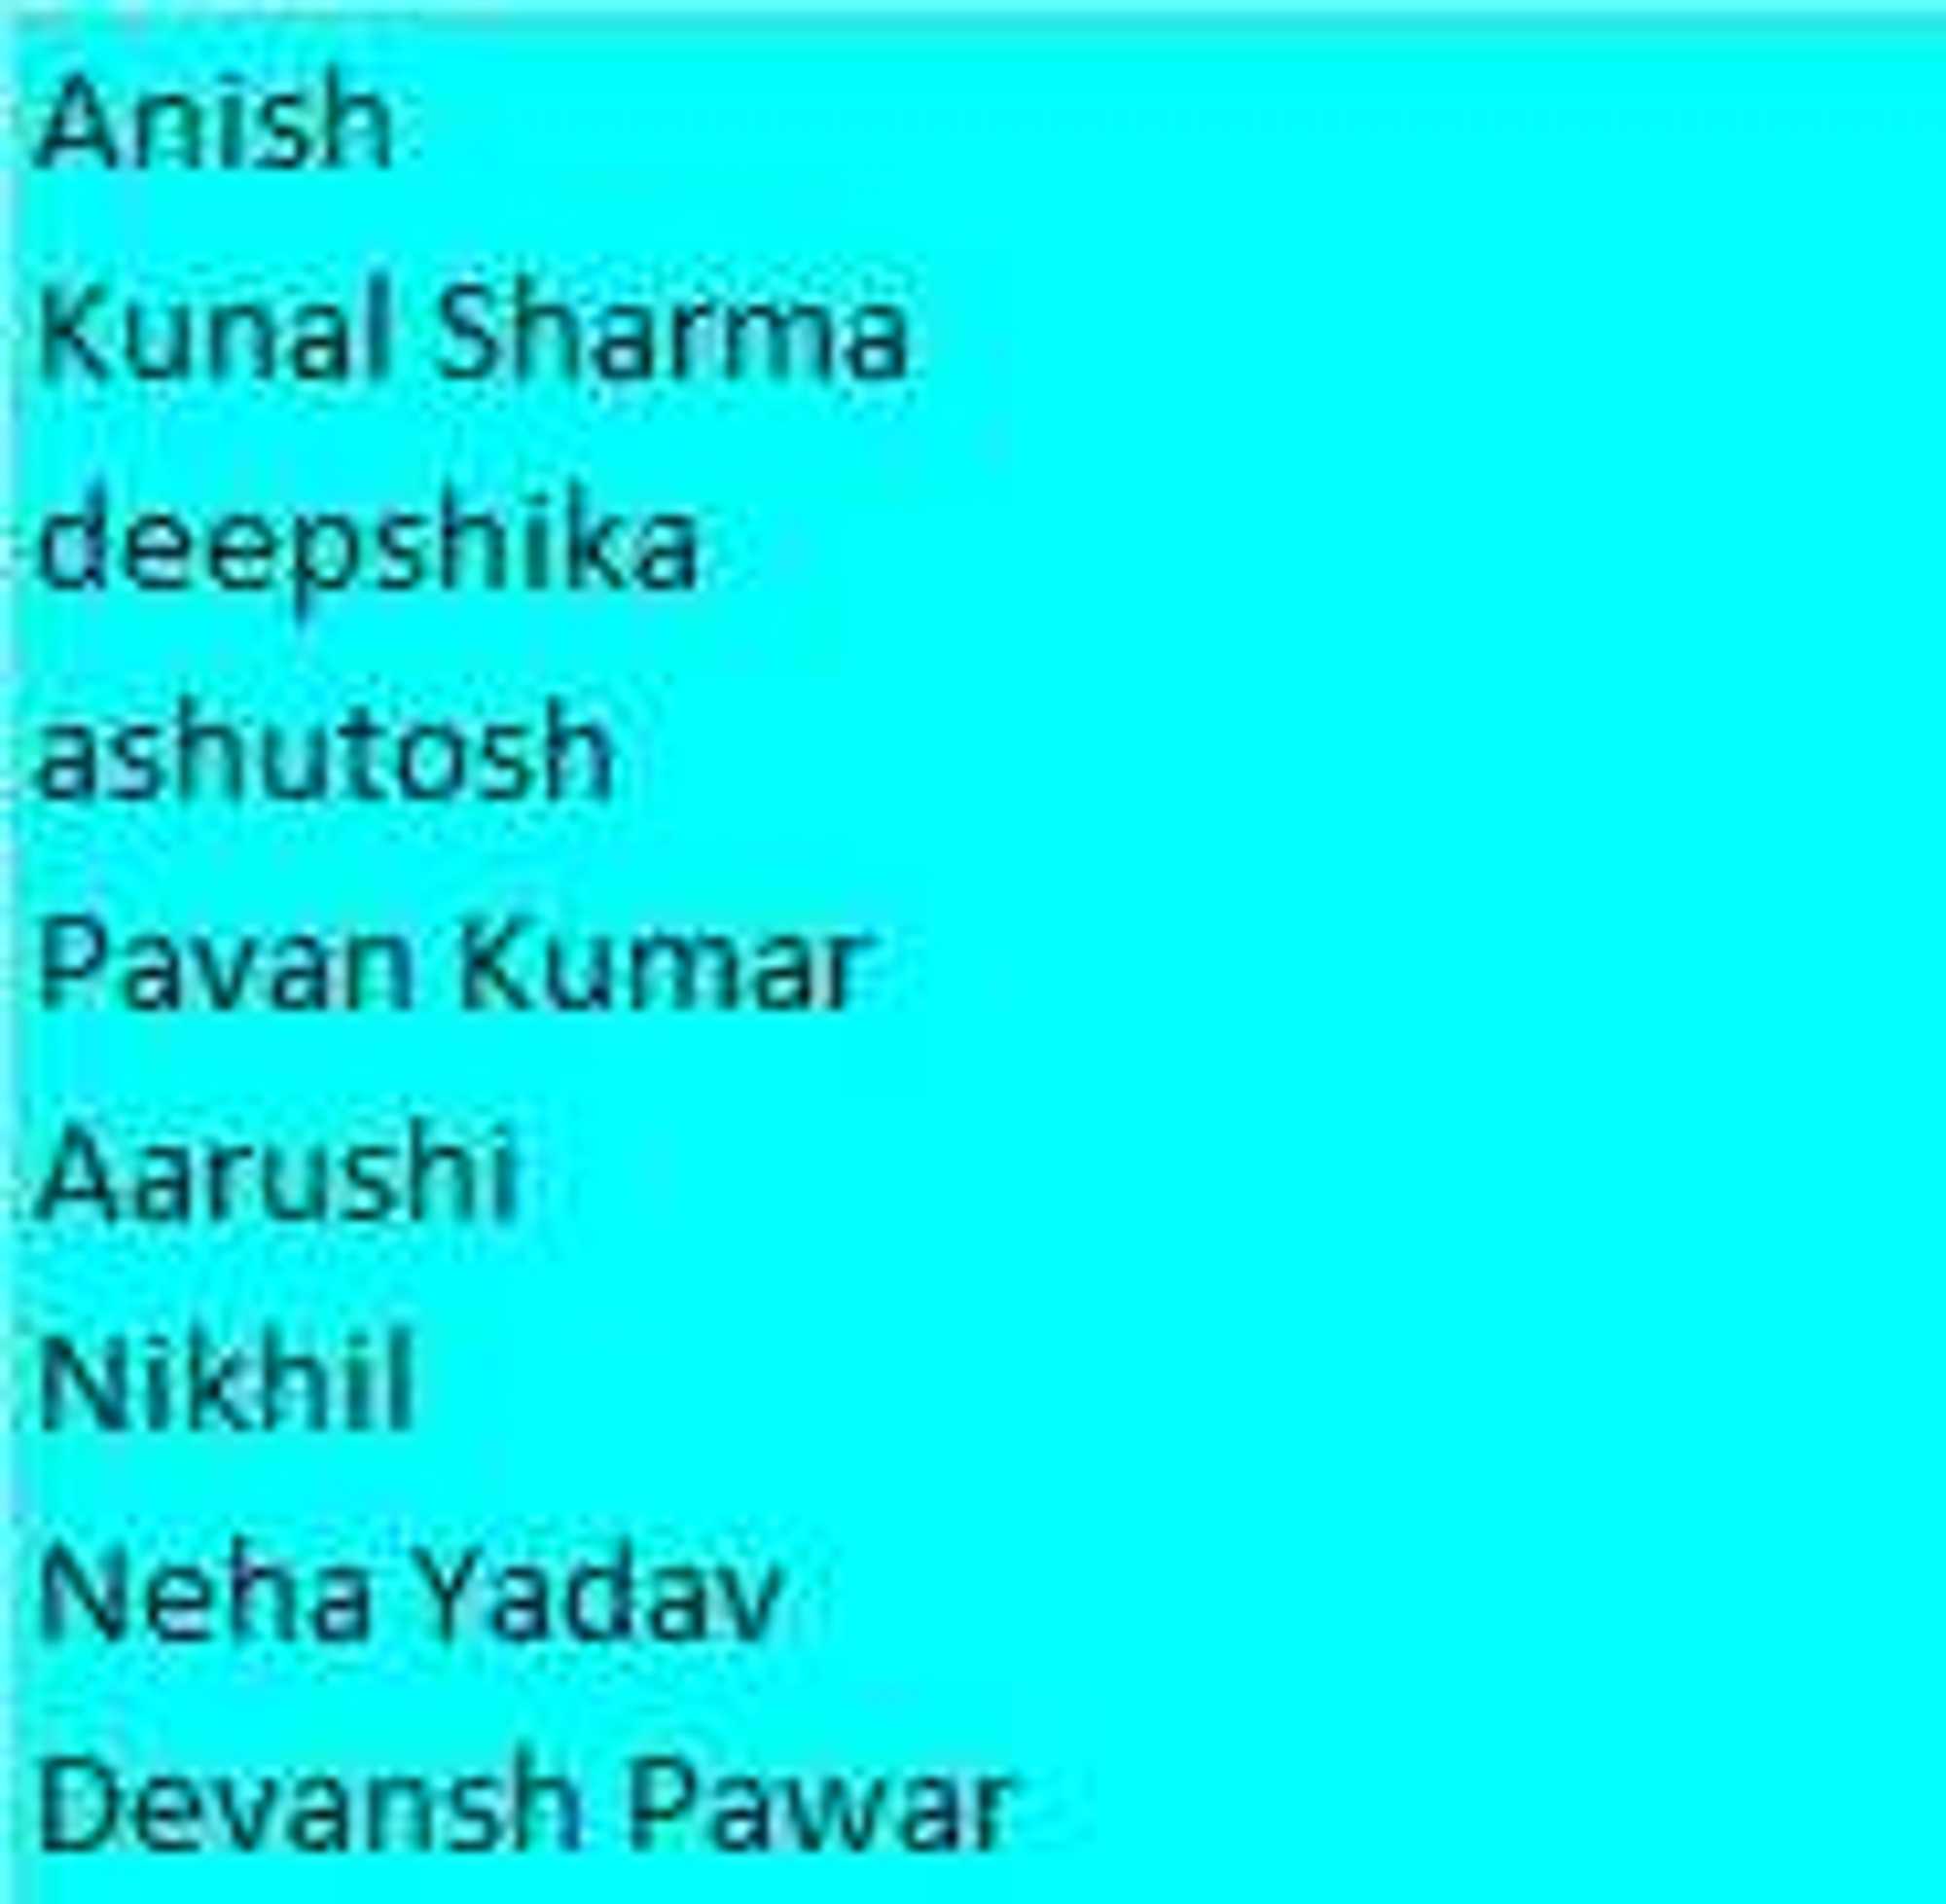 Anish
Kunal Sharma
deepshika
ashutosh
Pavan Kumar
Aarushi
Nikhil
Neha Yadav
Devansh Pawar